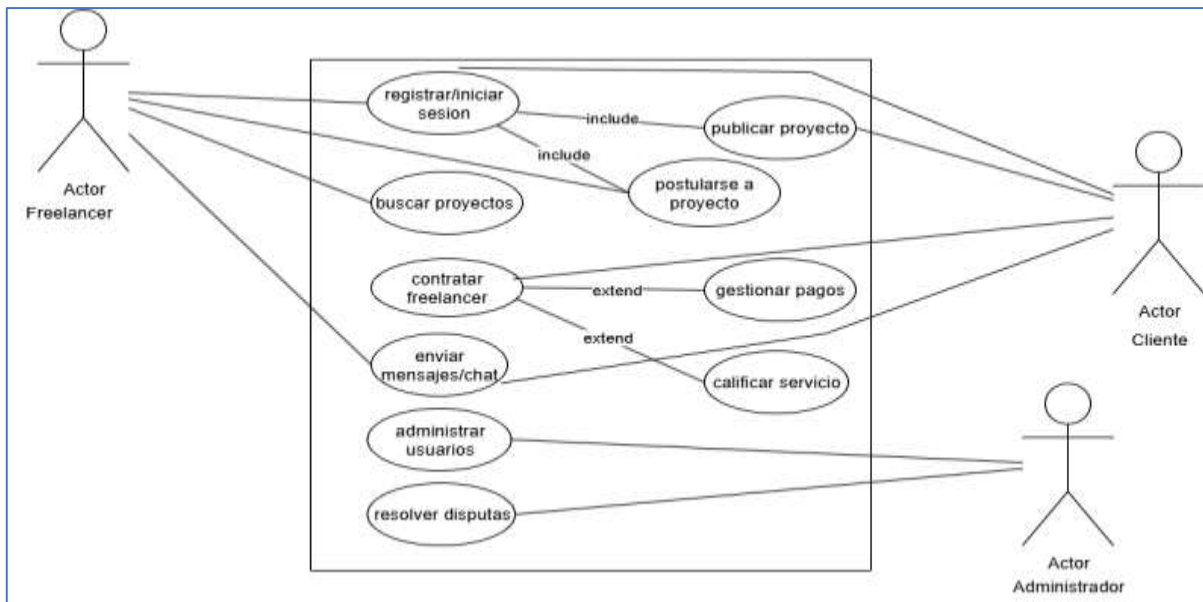 registrar/iniciar
sesion
include
publicar proyecto
include
postularse a
proyecto
buscar proyectos
Actor
Freelancer
contratar
freelancer
extend
gestionar pagos
extend
Actor
Cliente
enviar
mensajes/chat
calificar servicio
administrar
usuarios
resolver disputas
Actor
Administrador